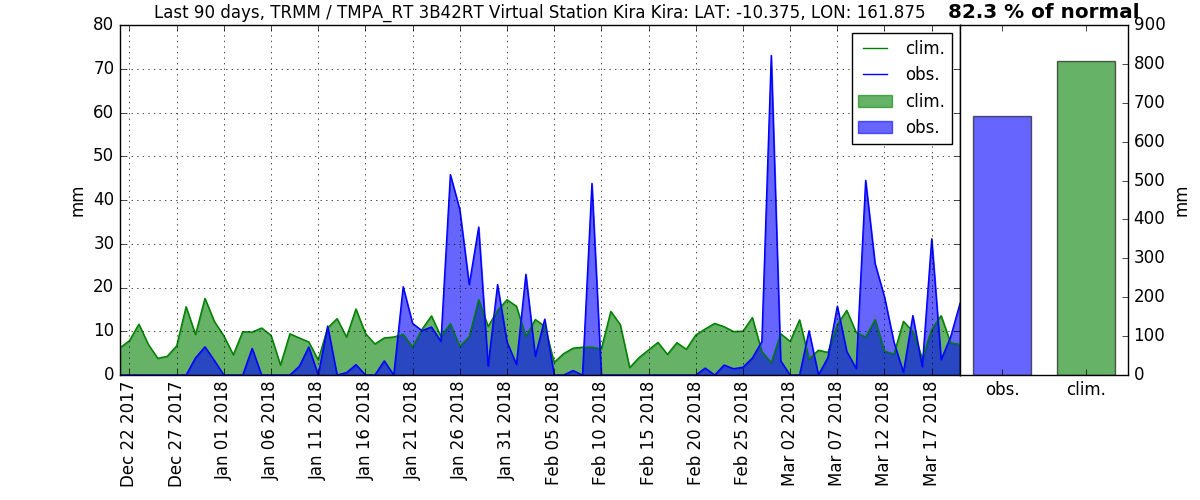 Last 90 days, TRMM / TMPA_RT 3B42RT Virtual Station Kira Kira: LAT: -10.375, LON: 161.875
82.3 % of normal
80
70
60
50
40
30
20
10
0
mm
clim.
obs.
clim.
obs.
900
800
700
600
500
400
300
200
100
0
mm
Dec 22 2017
Dec 27 2017
Jan 01 2018
Jan 06 2018
Jan 11 2018
Jan 16 2018
Jan 21 2018
Jan 26 2018
Jan 31 2018
Feb 05 2018
Feb 10 2018
Feb 15 2018
Feb 20 2018
Feb 25 2018
Mar 02 2018
Mar 07 2018
Mar 12 2018
Mar 17 2018
obs.
clim.